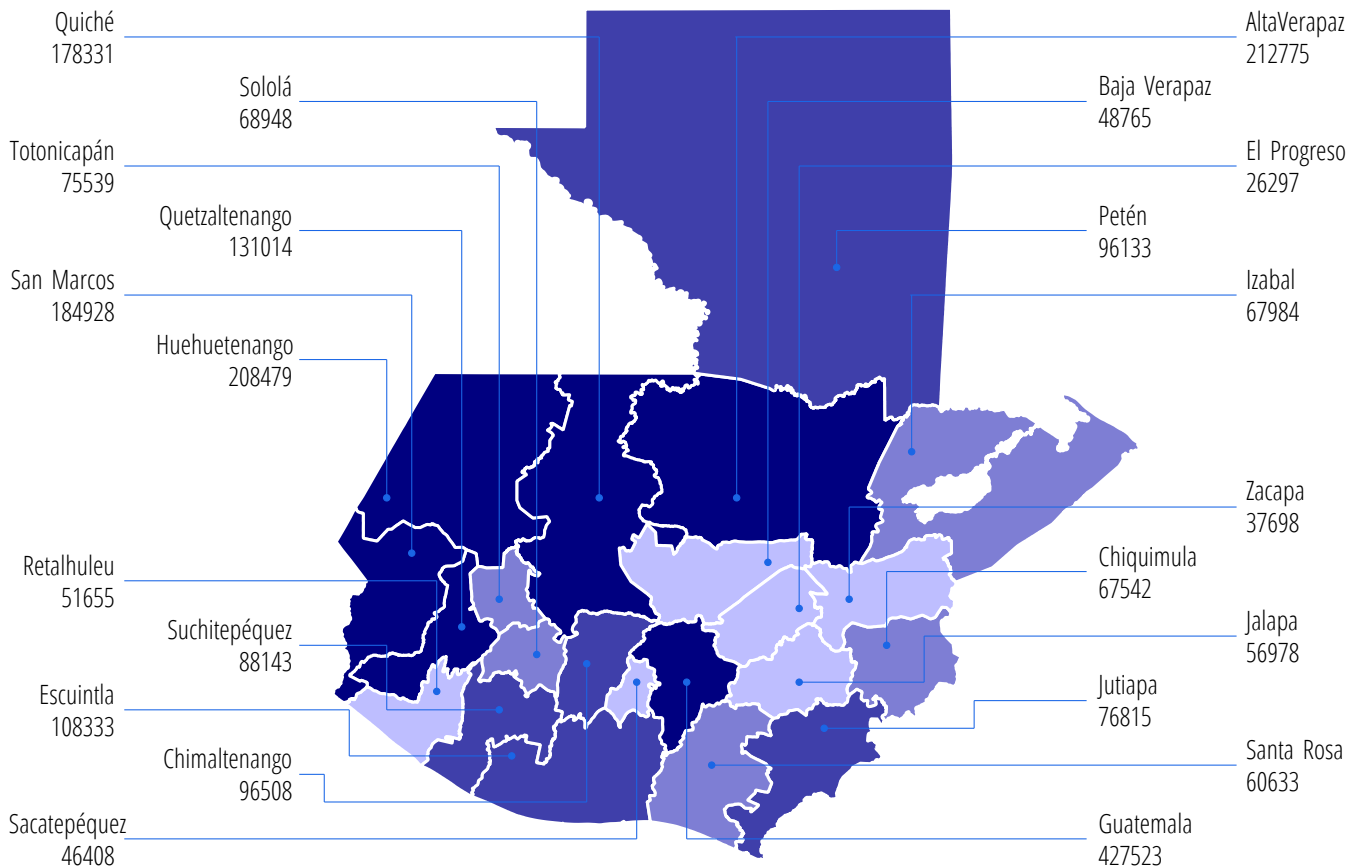 Quiché
178331
Sololá
68948
Totonicapán
75539
Quetzaltenango
131014
San Marcos
184928
Huehuetenango
208479
Retalhuleu
51655
Suchitepéquez
88143
Escuintla
108333
Chimaltenango
96508
Sacatepéquez
46408
AltaVerapaz
212775
Baja Verapaz
48765
El Progreso
26297
Petén
96133
Izabal
67984
Zacapa
37698
Chiquimula
67542
Jalapa
56978
Jutiapa
76815
Santa Rosa
60633
Guatemala
427523